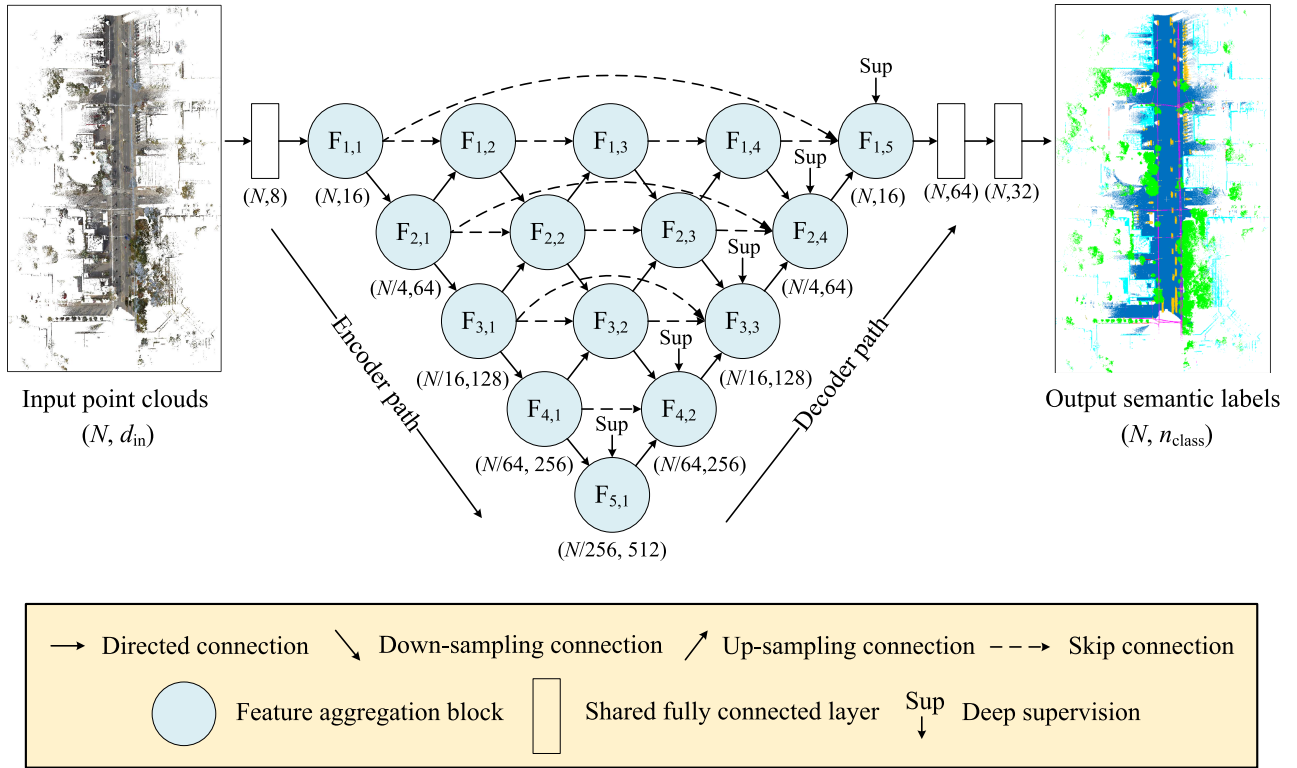 Sup
F1,1
F1,2
F1,3
F1,4
F1,5
Sup
(N,8)
(N,16)
(N,16)
(N,64)
(N,32)
F2,1
F2,2
F2,3
F2,4
Sup
(N/4,64)
(N/4,64)
F3,1
F3,2
F3,3
Sup
(N/16,128)
(N/16,128)
Encoder path
Decoder path
F4,1
F4,2
Sup
(N/64, 256)
(N/64,256)
F5,1
(N/256, 512)
Input point clouds
(N, din)
Output semantic labels
(N, nclass)
Directed connection
Down-sampling connection
Up-sampling connection
Skip connection
Feature aggregation block
Shared fully connected layer
Sup
Deep supervision